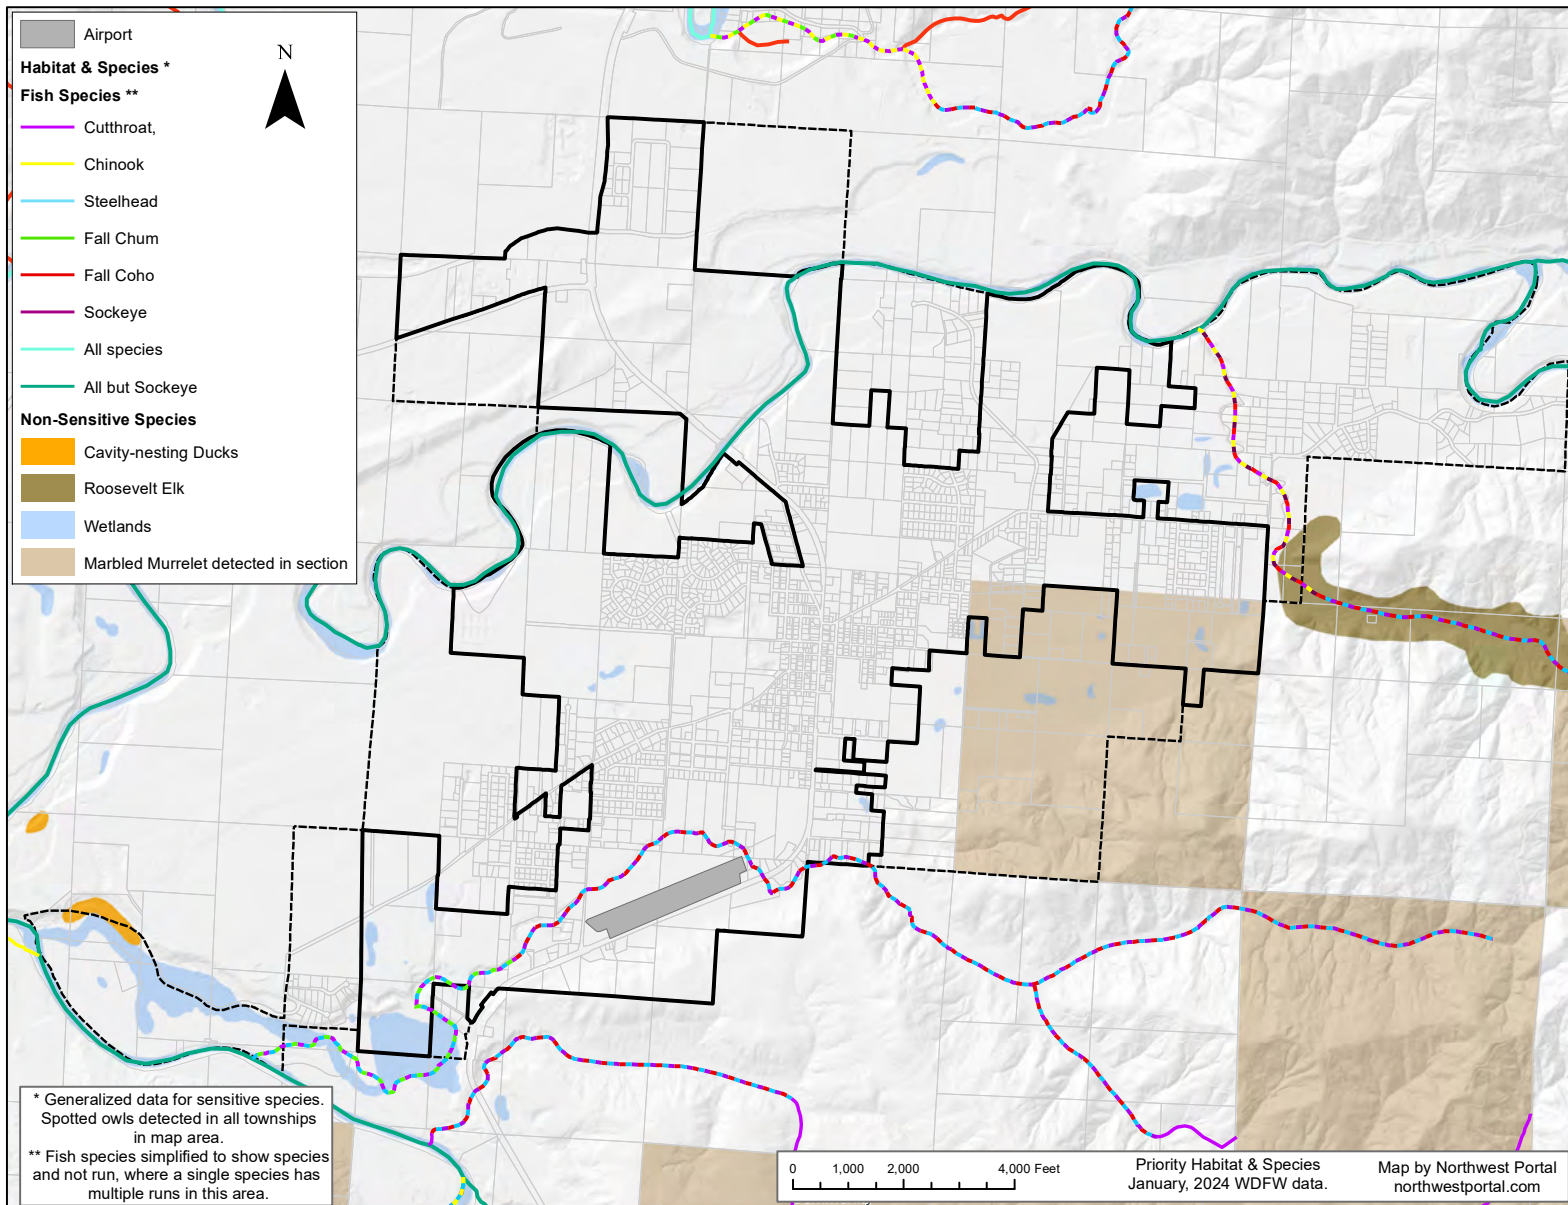 Airport
N
Habitat & Species *
Fish Species **
Cutthroat,
Chinook
Steelhead
Fall Chum
Fall Coho
Sockeye
All species
All but Sockeye
Non-Sensitive Species
Cavity-nesting Ducks
Roosevelt Elk
Wetlands
Marbled Murrelet detected in section
* Generalized data for sensitive species.
Spotted owls detected in all townships
in map area.
** Fish species simplified to show species
and not run, where a single species has
multiple runs in this area.
0 1,000 2,000 4,000 Feet
Priority Habitat & Species
January, 2024 WDFW data.
Map by Northwest Portal
northwestportal.com